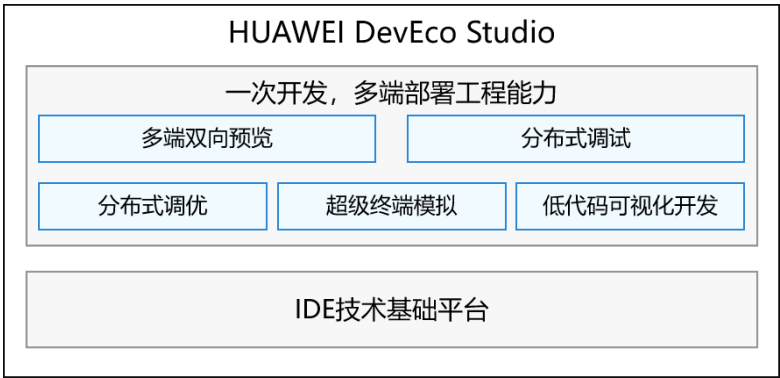 HUAWEI DevEco Studio
一次开发，多端部署工程能力
多端双向预览
分布式调试
分布式调优
超级终端模拟
低代码可视化开发
IDE技术基础平台